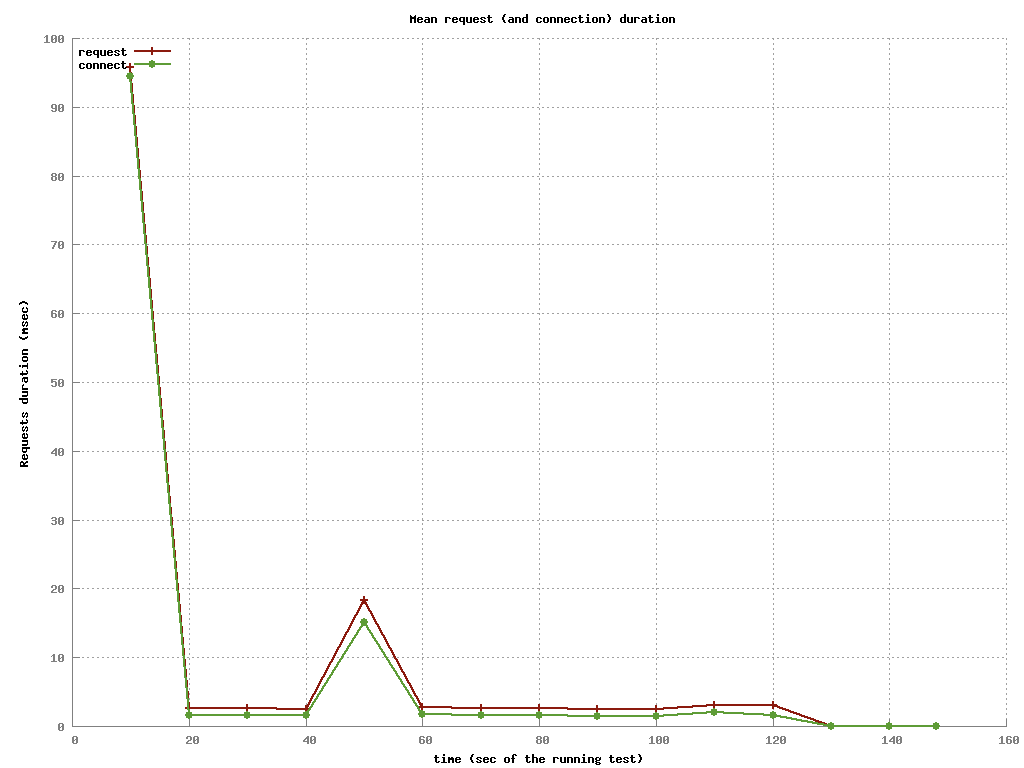 Mean request (and connection) duration
request
connect
100
90
80
70
60
50
40
30
20
10
0
Requests duration (msec)
0 20 40 60 80 100 120 140 160
time (sec of the running test)